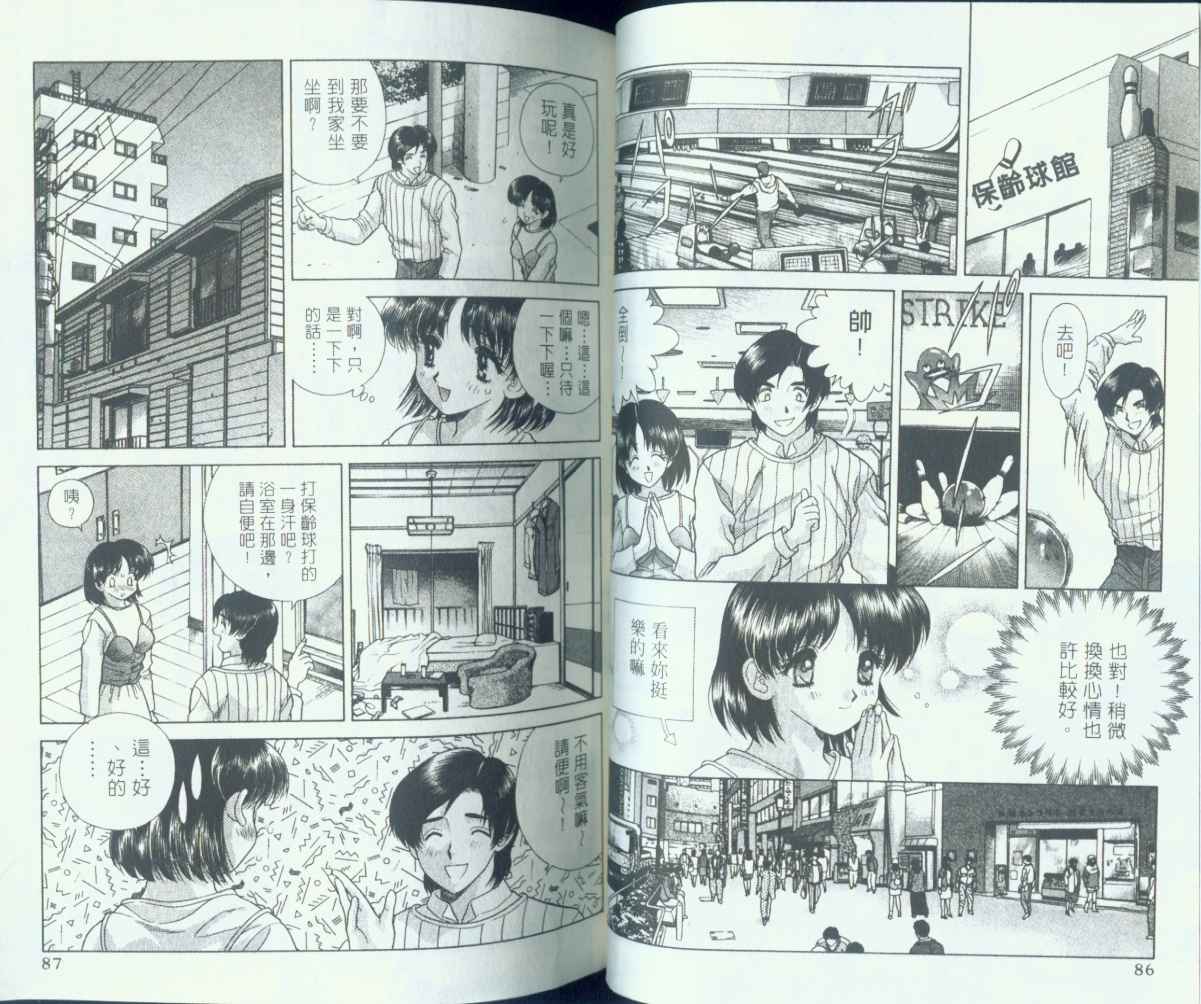 保齡球館
去吧！
STRIKE
帥！
全倒～！
也對！稍微
換換心情也
許比較好。
看來妳挺
樂的嘛
86
真是好
玩呢！
那要不要
到我家坐
坐啊？
嗯…這…這
個嘛…只待
一下下喔…
對啊，只
是一下下
的話……
打保齡球打的
一身汗吧？
浴室在那邊，
請自便吧！
咦？
不用客氣嘛～
請便啊～！
這…好
、好的
……
87